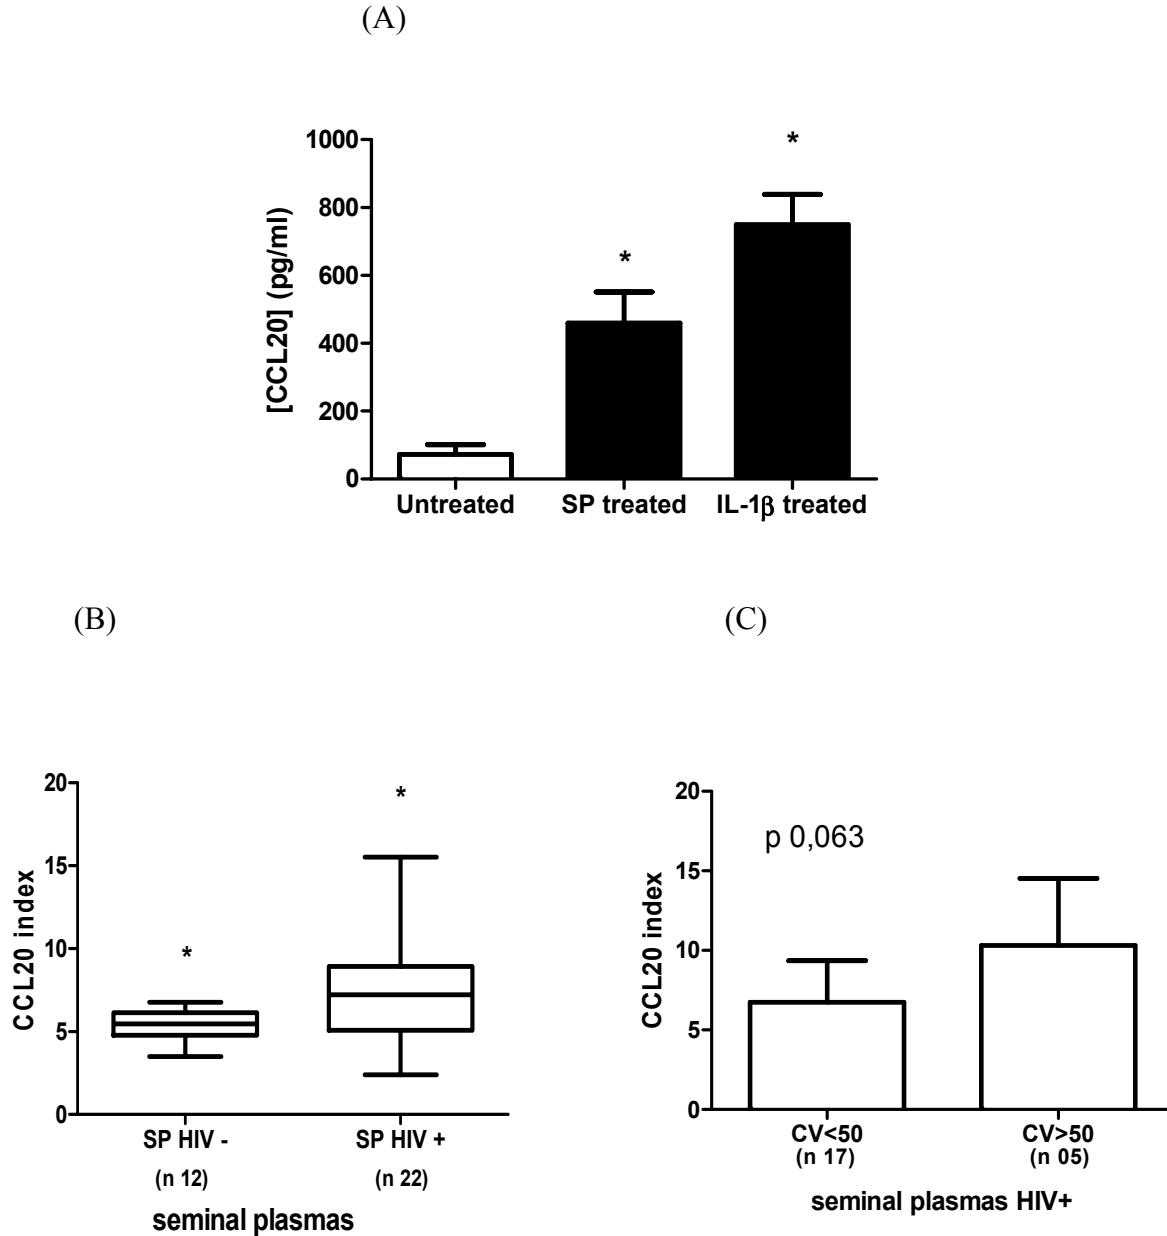 (A)
1000
800
600
400
200
0
[CCL20] (pg/ml)
*
*
Untreated SP treated IL-1β treated
(B)
20
15
10
5
0
CCL20 index
*
*
SP HIV - SP HIV +
(n 12) (n 22)
seminal plasmas
(C)
20
15
10
5
0
CCL20 index
p 0,063
CV<50 CV>50
(n 17) (n 05)
seminal plasmas HIV+